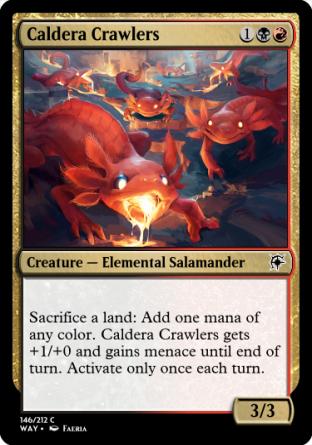 Caldera Crawlers 1
Creature — Elemental Salamander
Sacrifice a land: Add one mana of
any color. Caldera Crawlers gets
+1/+0 and gains menace until end of
turn. Activate only once each turn.
3/3
146/212 C
WAY • Faeria